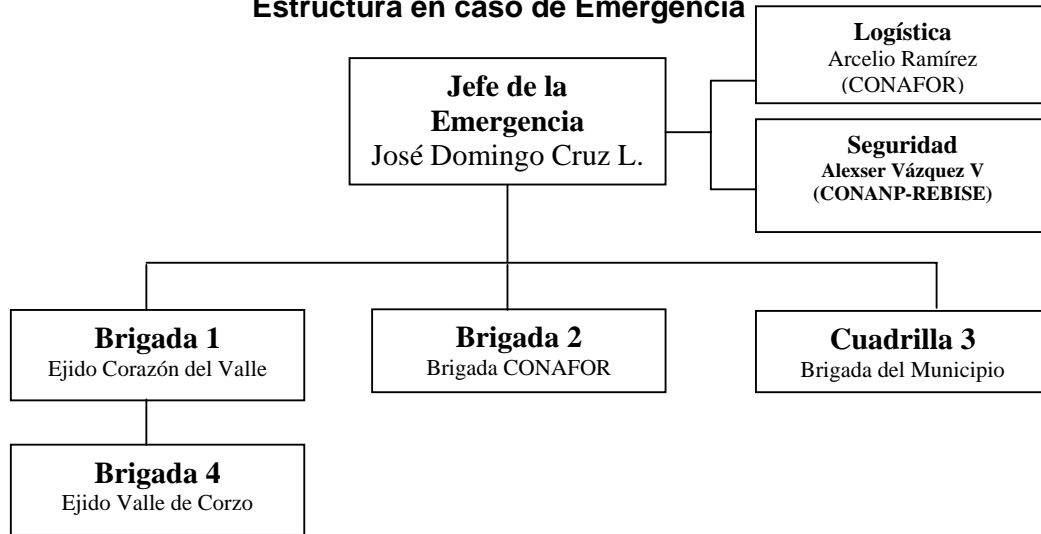 Estructura en caso de Emergencia
Logística
Arcelio Ramírez
(CONAFOR)
Jefe de la
Emergencia
José Domingo Cruz L.
Seguridad
Alexser Vázquez V
(CONANP-REBISE)
Brigada 1
Ejido Corazón del Valle
Brigada 2
Brigada CONAFOR
Cuadrilla 3
Brigada del Municipio
Brigada 4
Ejido Valle de Corzo